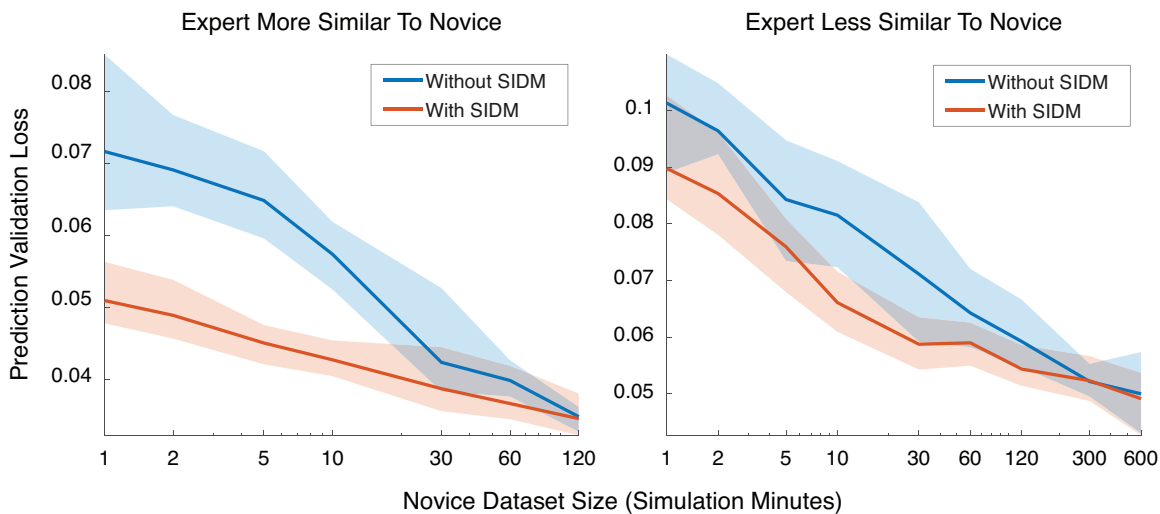 Expert More Similar To Novice
Expert Less Similar To Novice
Prediction Validation Loss
0.08
0.07
0.06
0.05
0.04
Without SIDM
With SIDM
1 2 5 10 30 60 120
0.1
0.09
0.08
0.07
0.06
0.05
Without SIDM
With SIDM
1 2 5 10 30 60 120 300 600
Novice Dataset Size (Simulation Minutes)